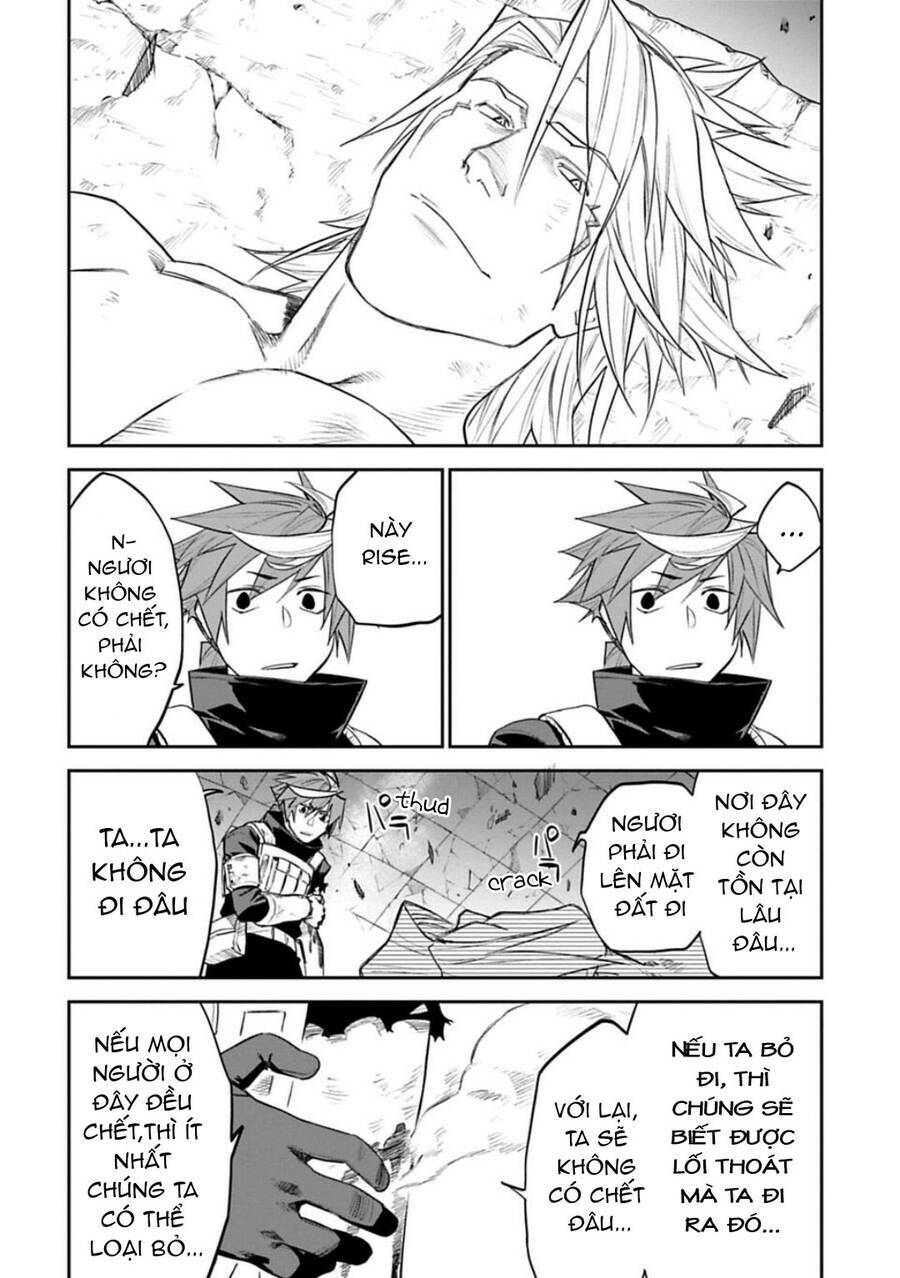 ...
NÀY
RISE...
N-
NGƯƠI
KHÔNG
CÓ CHẾT,
PHẢI
KHÔNG?
NƠI ĐÂY
KHÔNG
CÒN
TỒN TẠI
LÂU
ĐÂU...
NGƯƠI
PHẢI ĐI
LÊN MẶT
ĐẤT ĐI
crack
thud
TA...TA
KHÔNG
ĐI ĐÂU
NẾU TA BỎ
ĐI, THÌ
CHÚNG SẼ
BIẾT ĐƯỢC
LỐI THOÁT
MÀ TA ĐI
RA ĐÓ...
VỚI LẠI,
TA SẼ
KHÔNG
CÓ CHẾT
ĐÂU...
NẾU MỌI
NGƯỜI Ở
ĐÂY ĐỀU
CHẾT,THÌ ÍT
NHẤT
CHÚNG TA
CÓ THỂ
LOẠI BỎ...